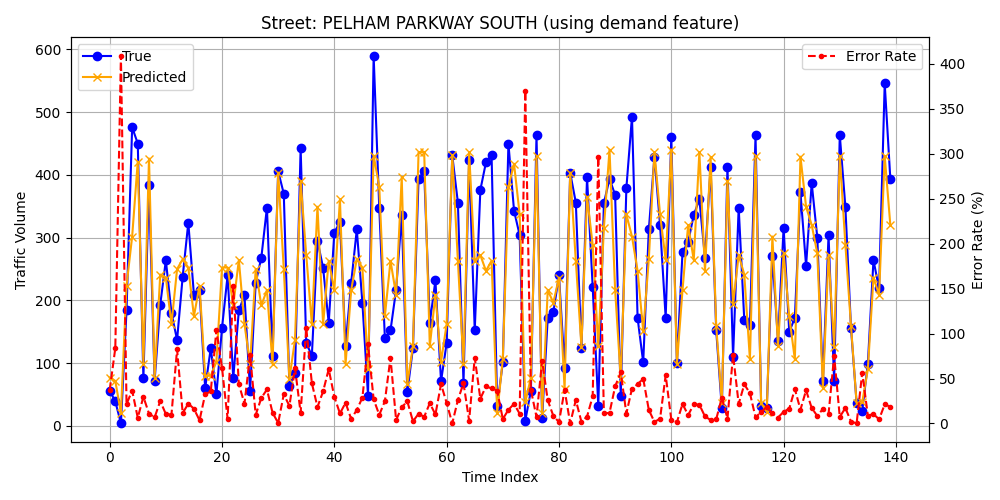 Street: PELHAM PARKWAY SOUTH (using demand feature)
True
Predicted
Error Rate
Traffic Volume
600
500
400
300
200
100
0
400
350
300
250
200
150
100
50
0
Error Rate (%)
0 20 40 60 80 100 120 140
Time Index